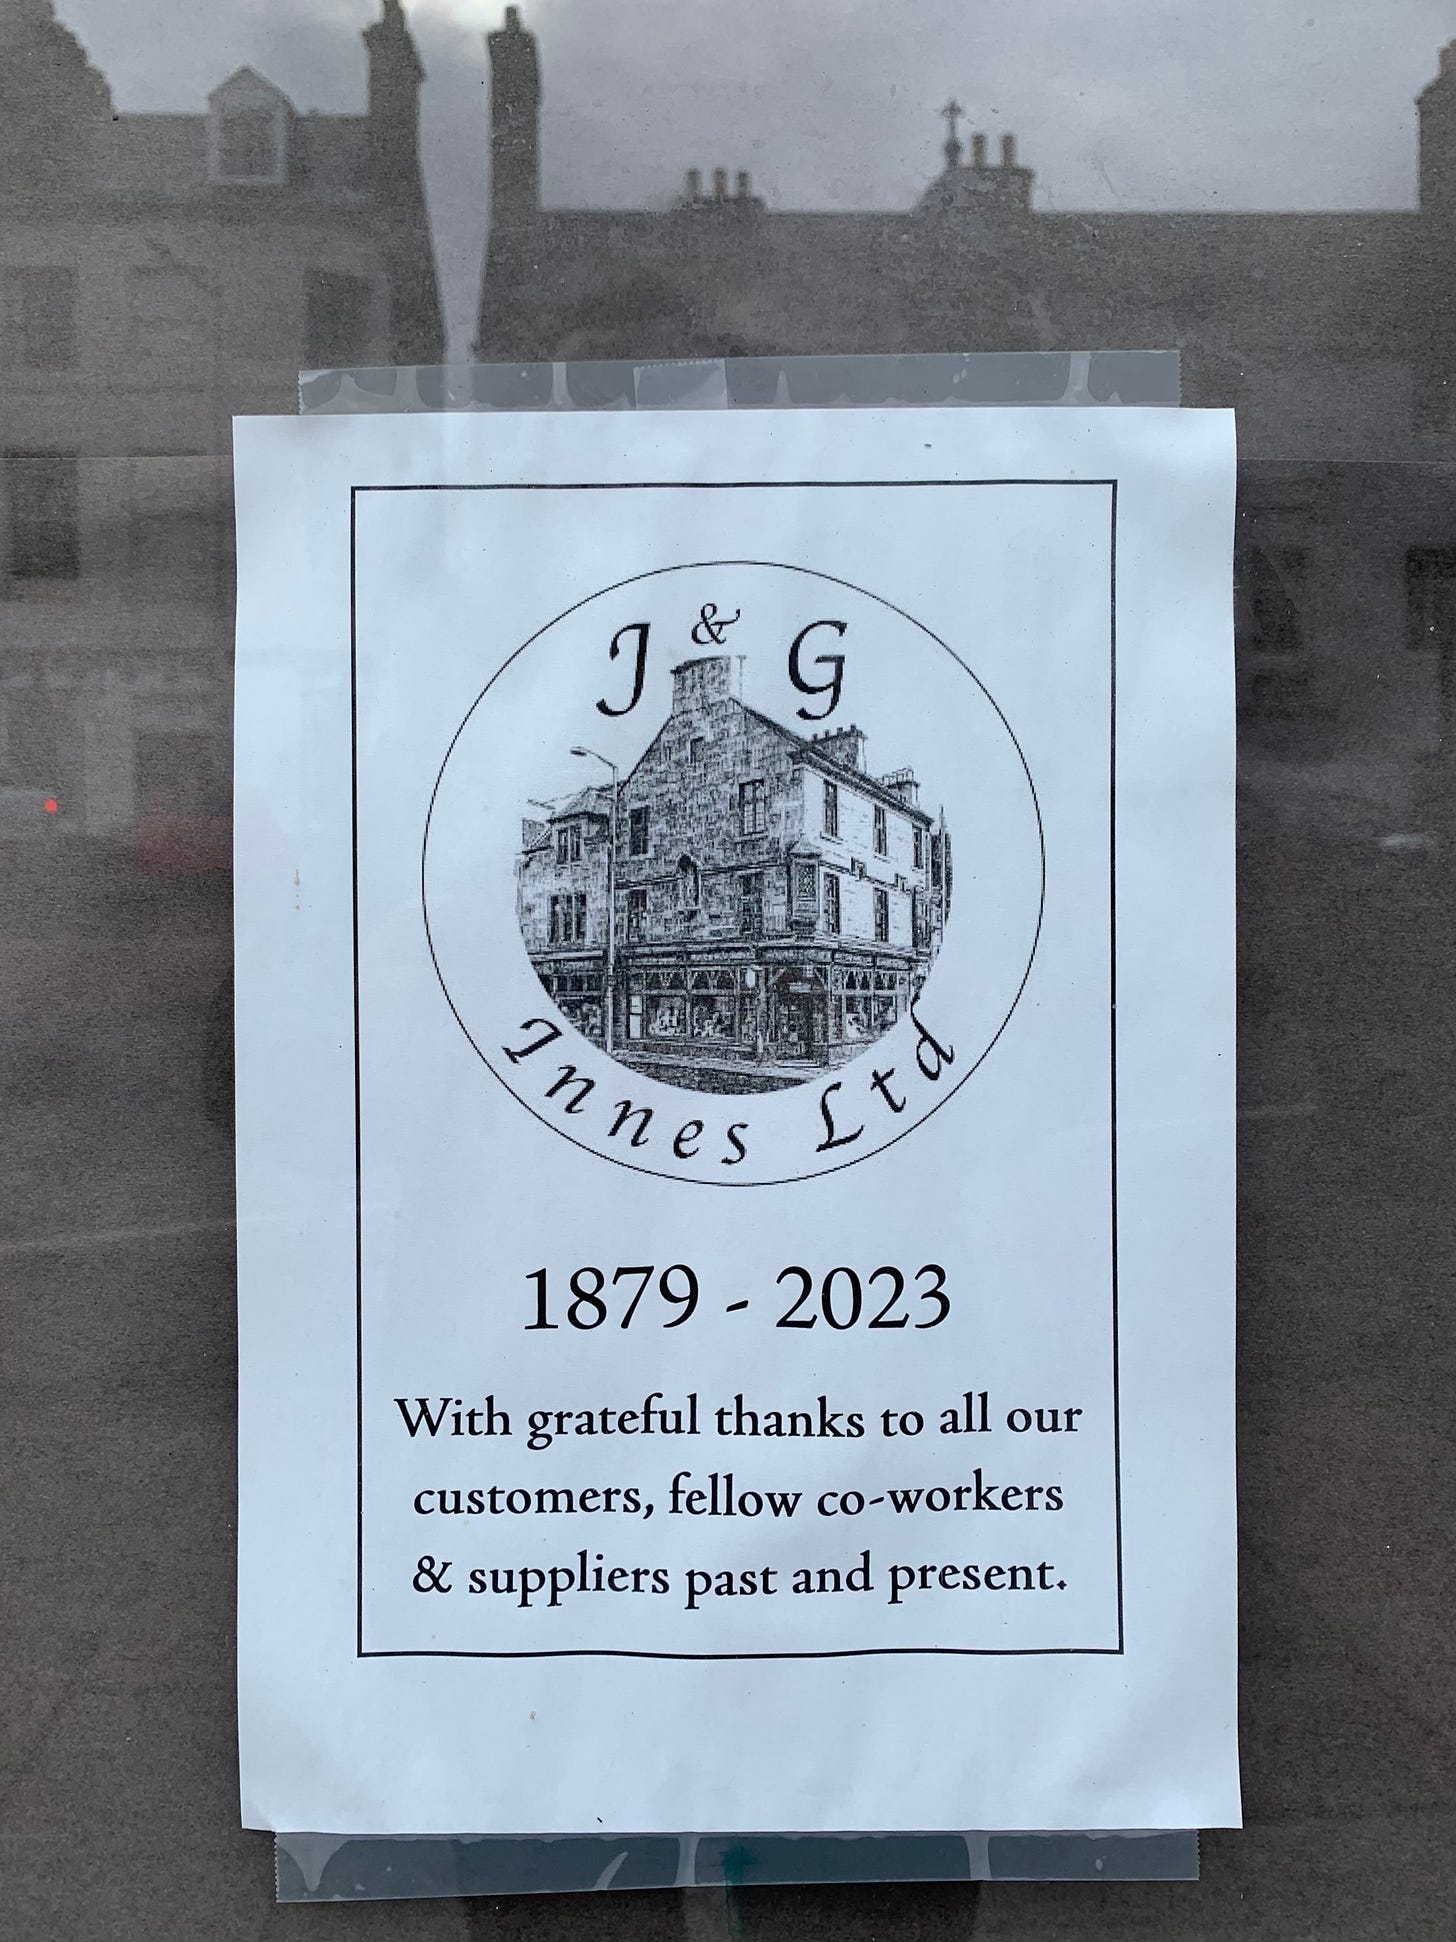 J & G
Innes Ltd
1879 - 2023
With grateful thanks to all our
customers, fellow co-workers
& suppliers past and present.